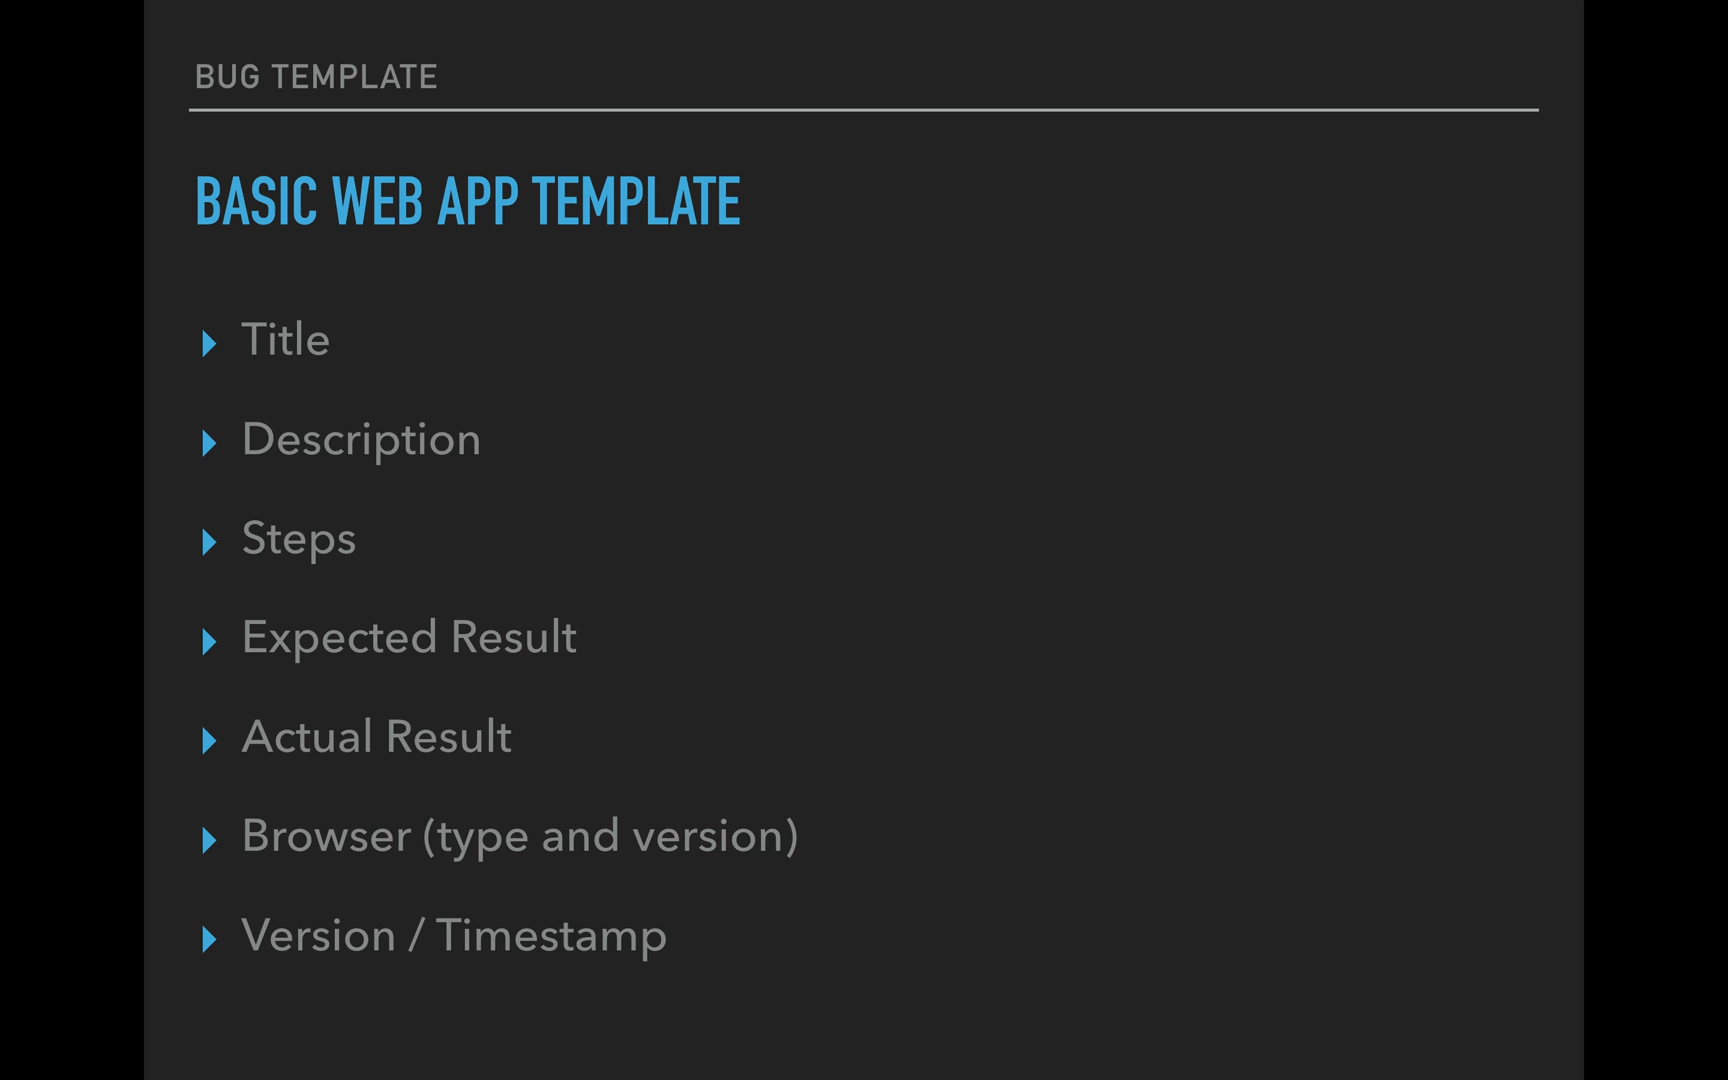 BUG TEMPLATE
BASIC WEB APP TEMPLATE
Title
Description
Steps
Expected Result
Actual Result
Browser (type and version)
Version / Timestamp